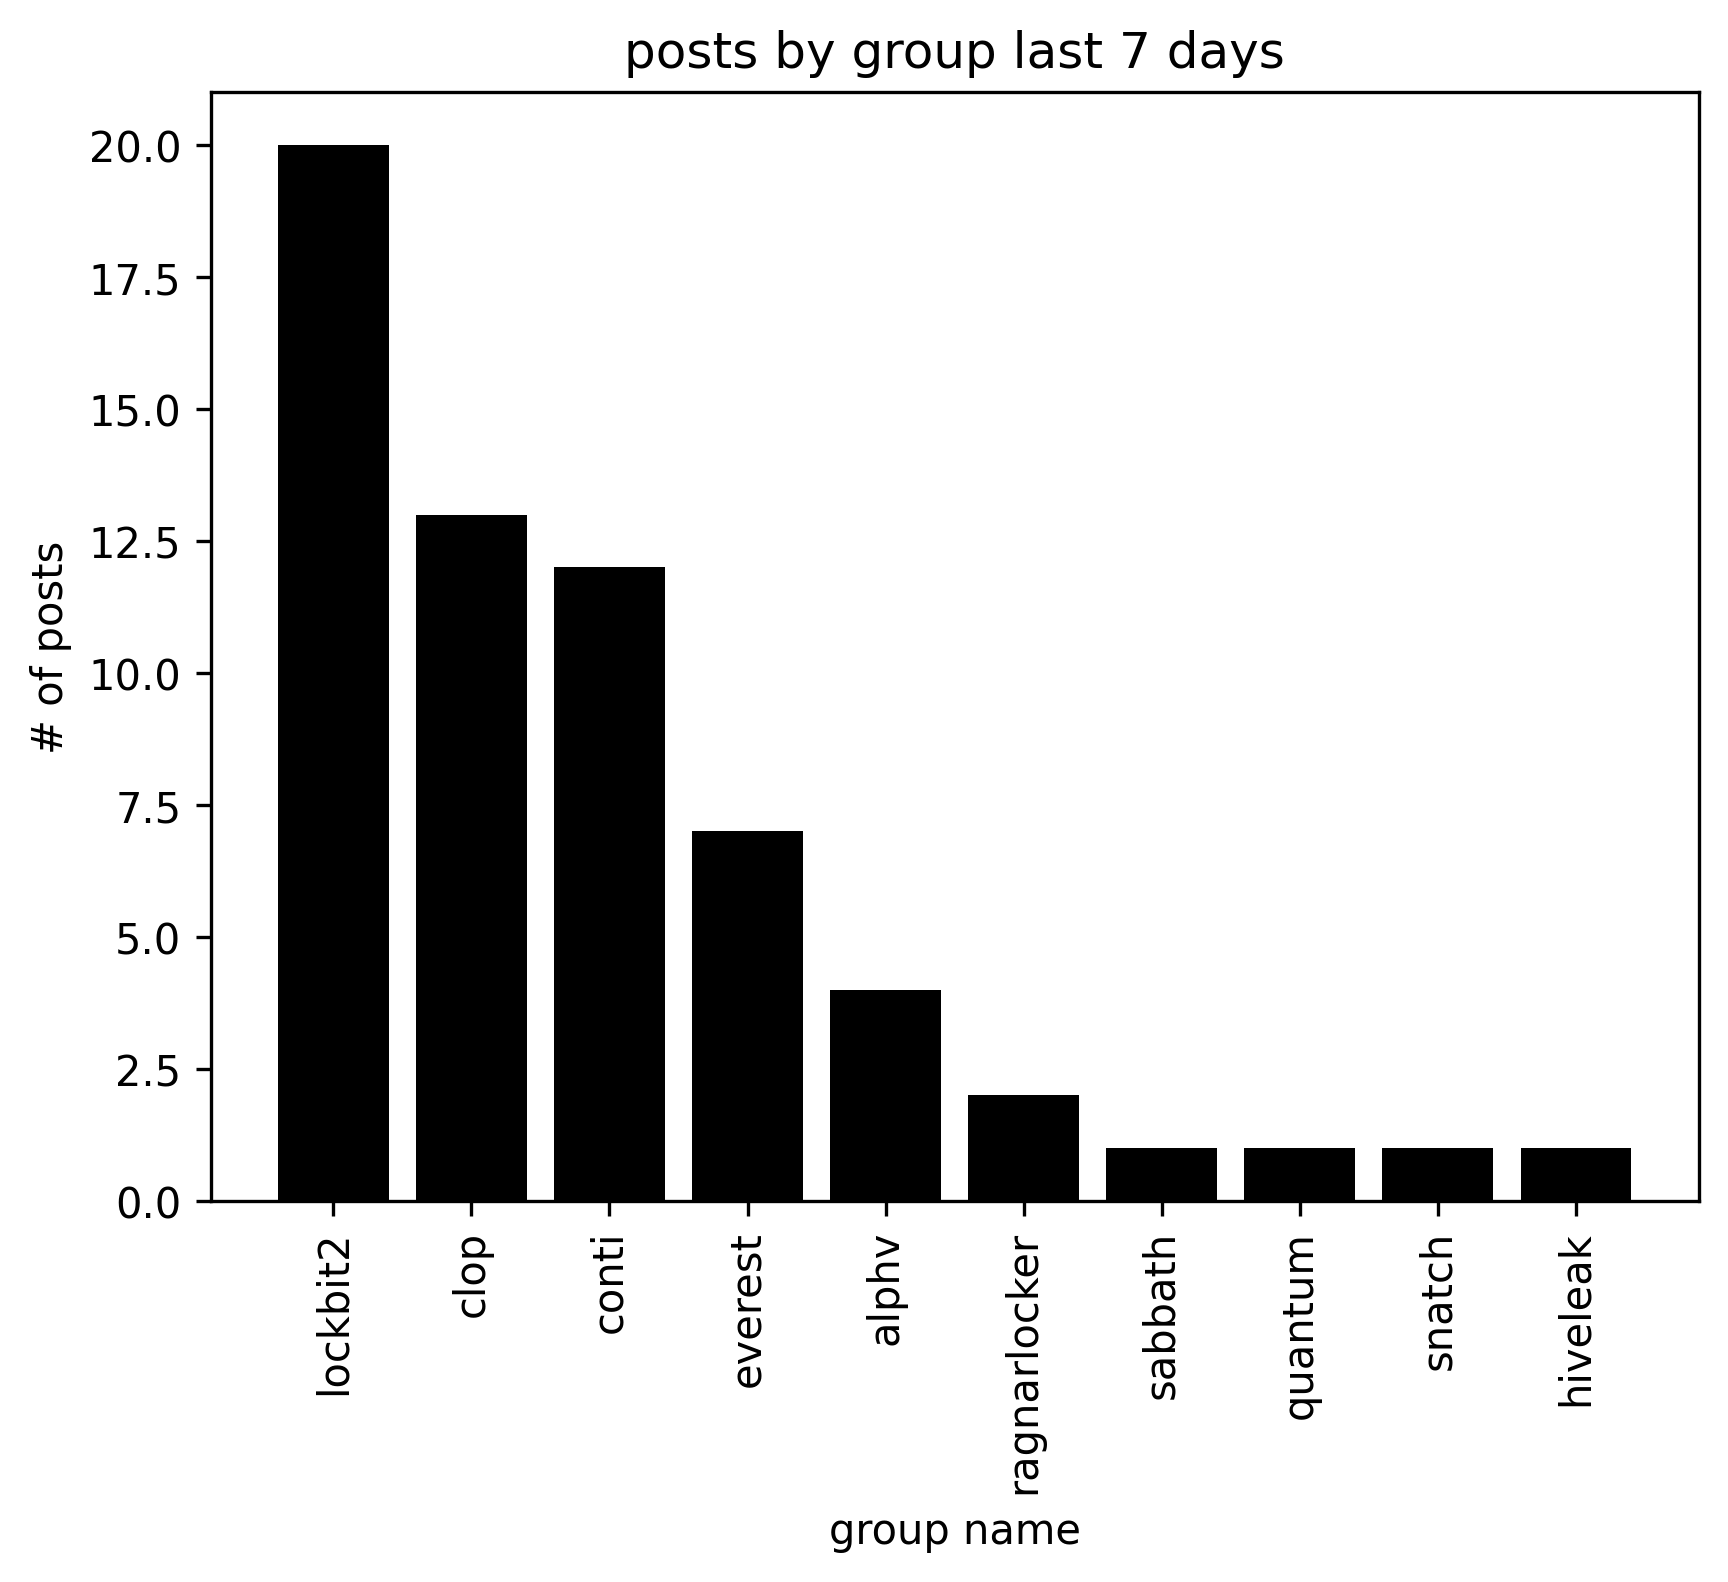 posts by group last 7 days
# of posts
20.0
17.5
15.0
12.5
10.0
7.5
5.0
2.5
0.0
lockbit2
clop
conti
everest
alphv
ragnarlocker
sabbath
quantum
snatch
hiveleak
group name